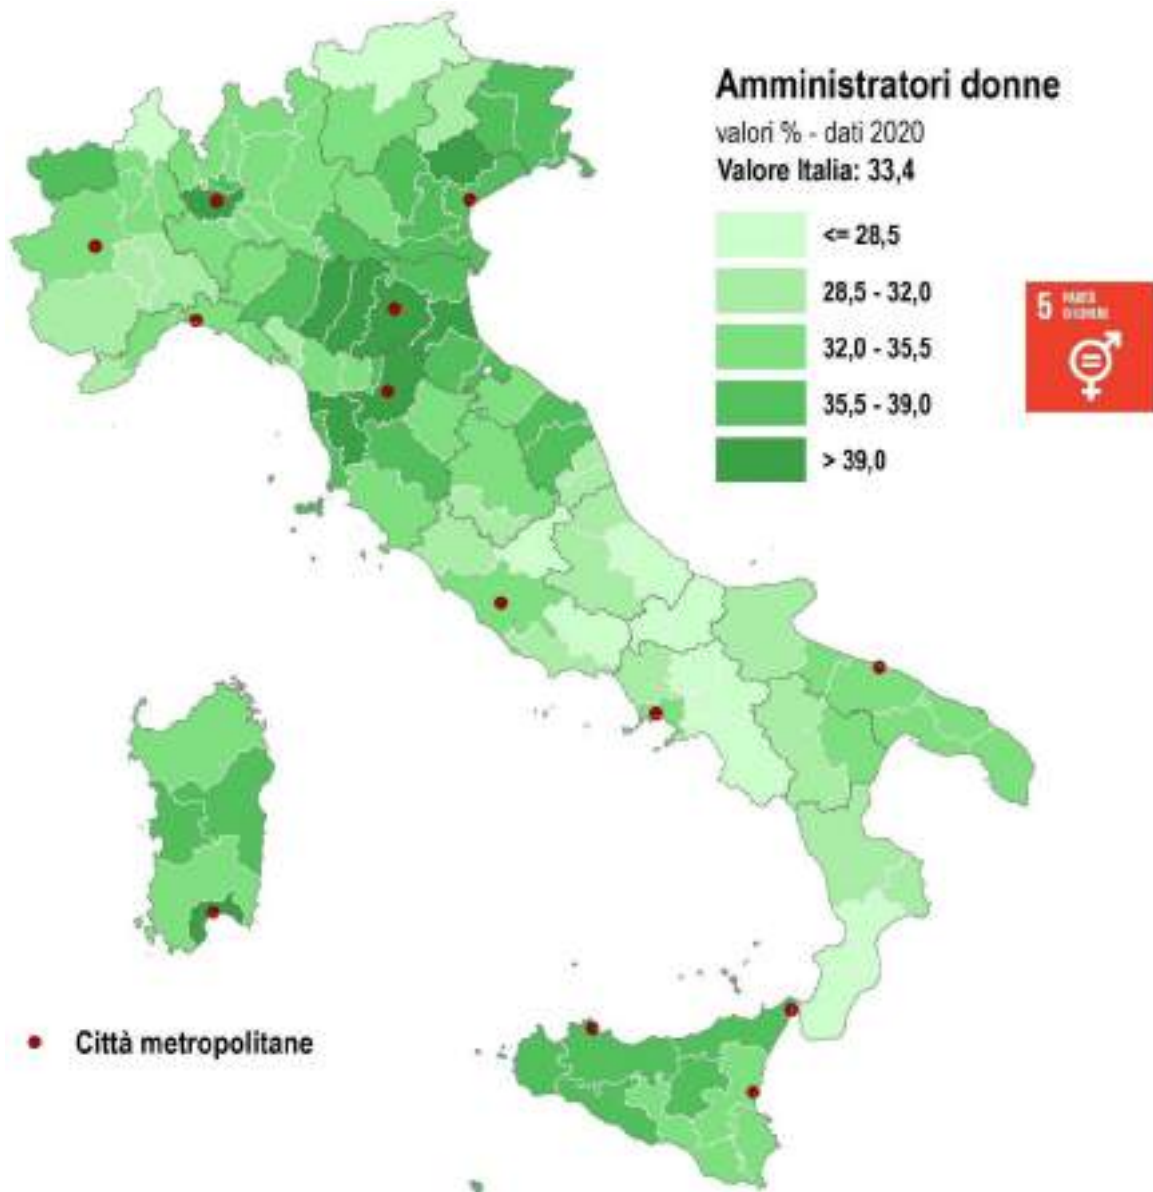 Amministratori donne
valori % - dati 2020
Valore Italia: 33,4
<= 28,5
28,5 - 32,0
32,0 - 35,5
35,5 - 39,0
> 39,0
5
Città metropolitane